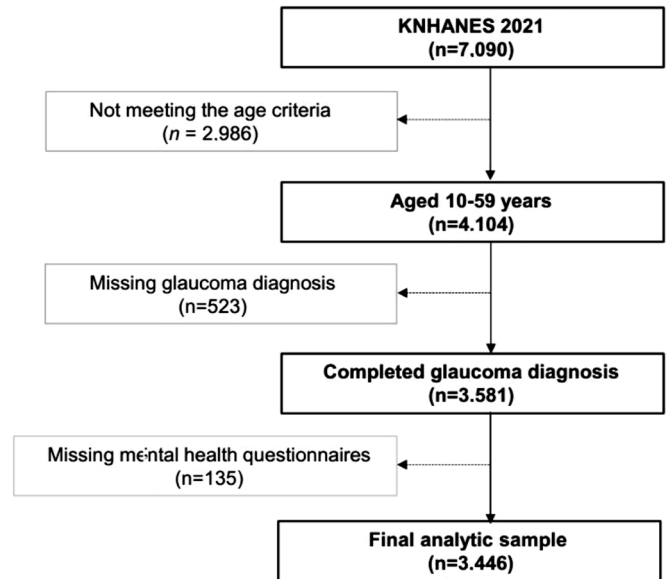 KNHANES 2021
(n=7.090)
Not meeting the age criteria
(n = 2.986)
Aged 10-59 years
(n=4.104)
Missing glaucoma diagnosis
(n=523)
Completed glaucoma diagnosis
(n=3.581)
Missing mental health questionnaires
(n=135)
Final analytic sample
(n=3.446)